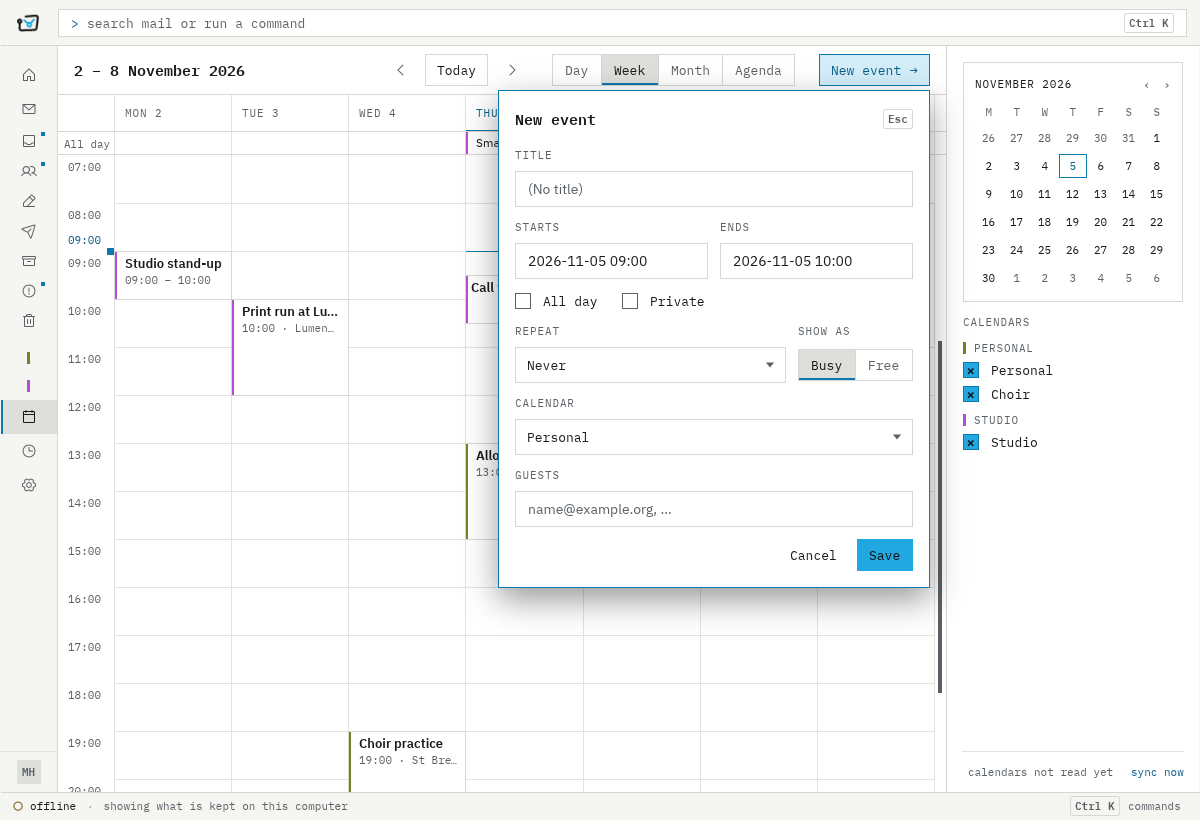 > search mail or run a command Ctrl K
2 – 8 November 2026 Today Day Week Month Agenda New event →
MON 2 TUE 3 WED 4 THU
All day Sma
07:00
08:00
09:00
09:00
10:00
11:00
12:00
13:00
14:00
15:00
16:00
17:00
18:00
19:00
20:00
Studio stand-up
09:00 – 10:00
Print run at Lu…
10:00 · Lumen…
Choir practice
19:00 · St Bre…
Call
Allo
13:0
New event Esc
TITLE
(No title)
STARTS ENDS
2026-11-05 09:00 2026-11-05 10:00
All day Private
REPEAT SHOW AS
Never Busy Free
CALENDAR
Personal
GUESTS
name@example.org, ...
Cancel Save
NOVEMBER 2026 ‹ ›
M T W T F S S
26 27 28 29 30 31 1
2 3 4 5 6 7 8
9 10 11 12 13 14 15
16 17 18 19 20 21 22
23 24 25 26 27 28 29
30 1 2 3 4 5 6
CALENDARS
PERSONAL
Personal
Choir
STUDIO
Studio
calendars not read yet sync now
MH
offline · showing what is kept on this computer Ctrl K commands